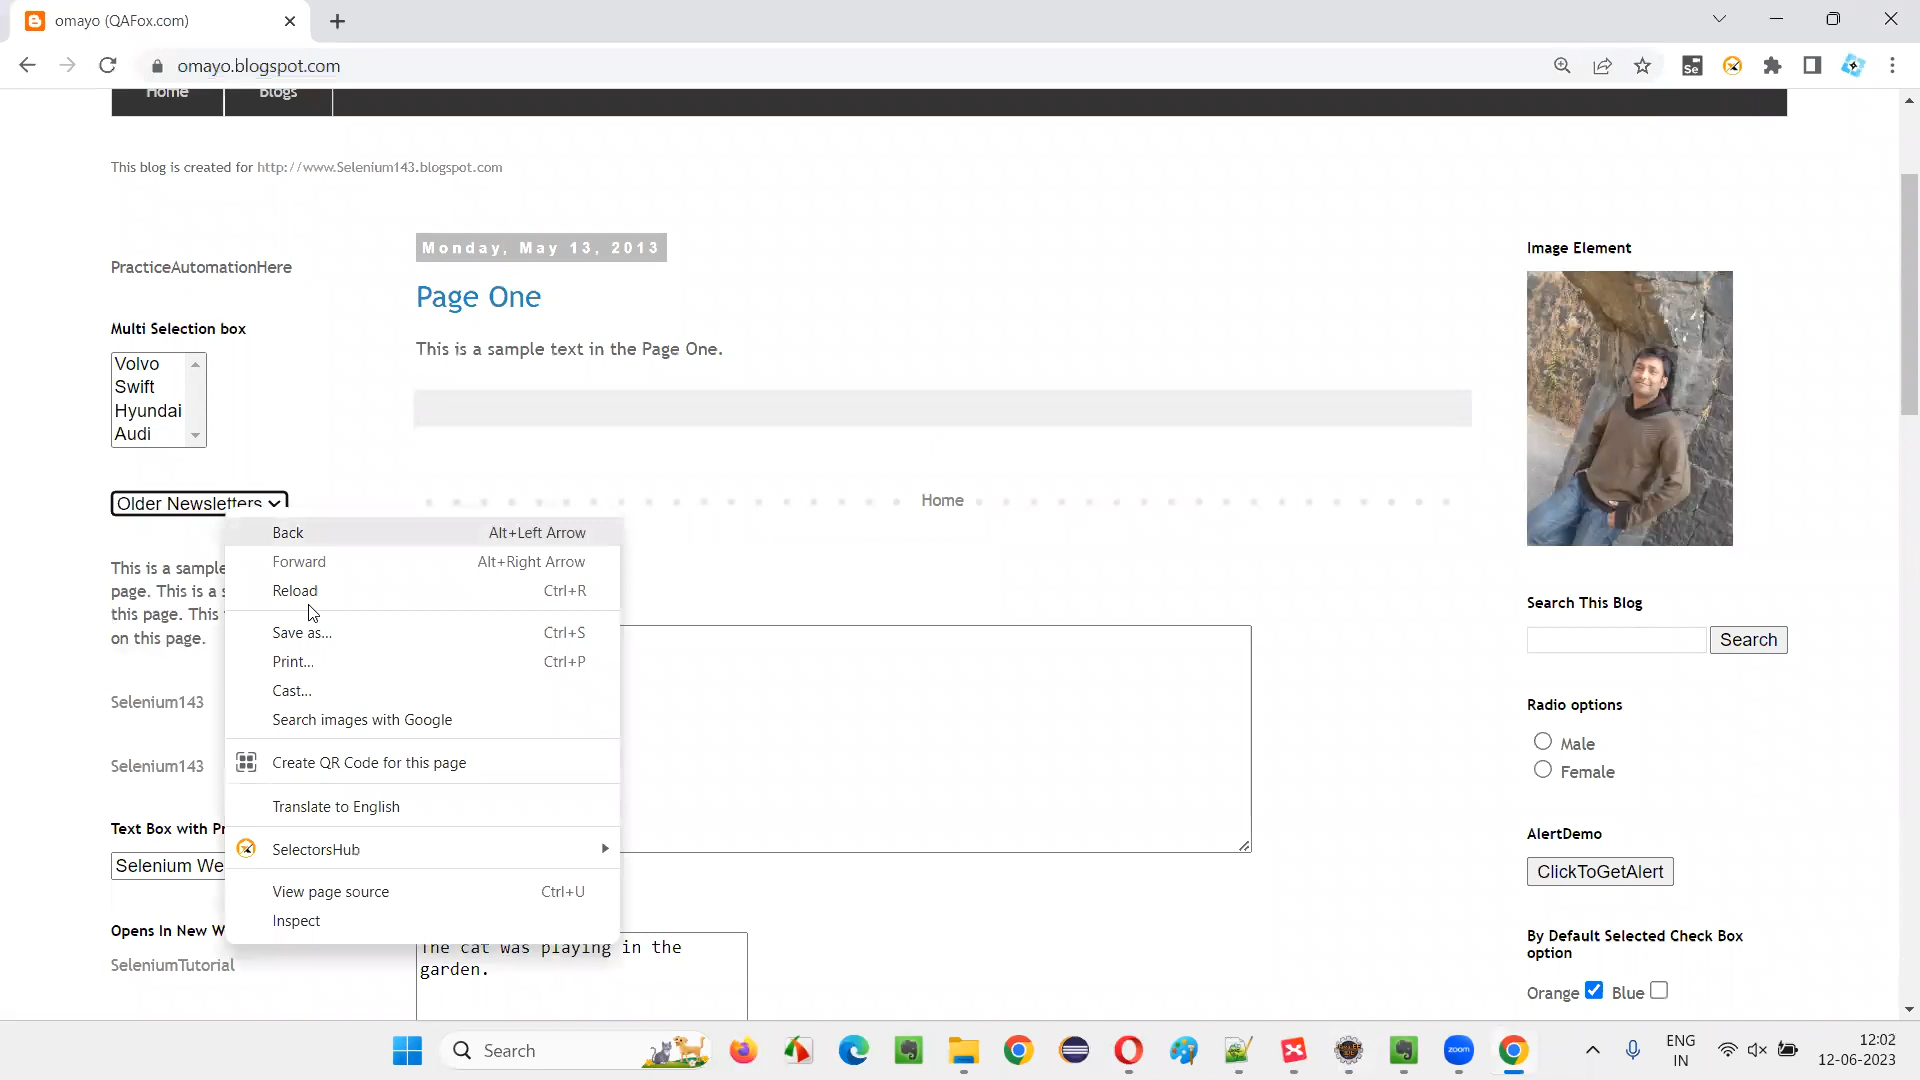 omayo (QAFox.com)
omayo.blogspot.com
Home
Blogs
This blog is created for http://www.Selenium143.blogspot.com
PracticeAutomationHere
Multi Selection box
Volvo
Swift
Hyundai
Audi
Older Newsletters
This is a sample
page. This is a s
this page. This
on this page.
Selenium143
Selenium143
Text Box with Pr
Selenium We
Opens In New W
SeleniumTutorial
Back Alt+Left Arrow
Forward Alt+Right Arrow
Reload Ctrl+R
Save as... Ctrl+S
Print... Ctrl+P
Cast...
Search images with Google
Create QR Code for this page
Translate to English
SelectorsHub
View page source Ctrl+U
Inspect
Monday, May 13, 2013
Page One
This is a sample text in the Page One.
Home
The cat was playing in the
garden.
Image Element
Search This Blog
Search
Radio options
Male
Female
AlertDemo
ClickToGetAlert
By Default Selected Check Box
option
Orange Blue
Se
Search
zoom
ENG
IN
12:02
12-06-2023